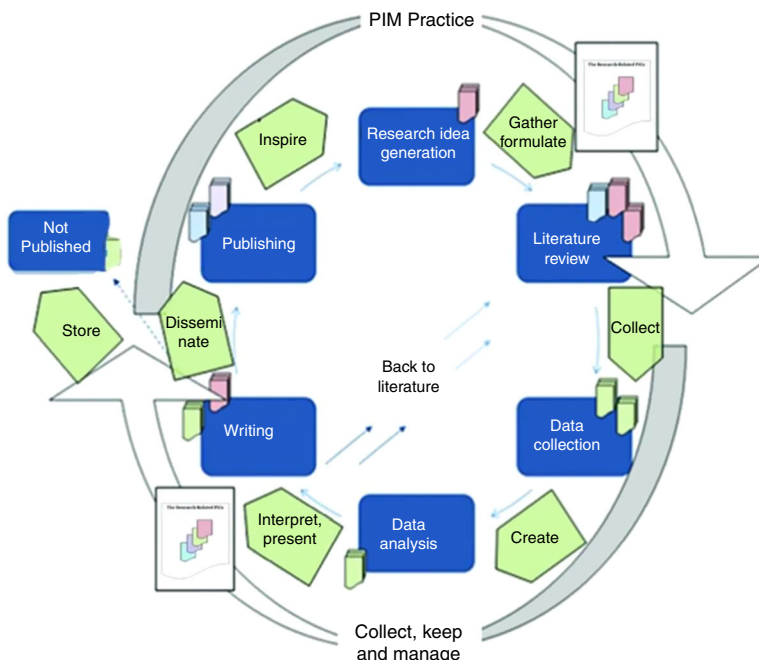 PIM Practice
The Research-Related PICs
Inspire
Research idea
generation
Gather
formulate
Not
Published
Publishing
Literature
review
Store
Dissemi
nate
Collect
Back to
literature
Writing
Data
collection
The Research-Related PICs
Interpret,
present
Data
analysis
Create
Collect, keep
and manage